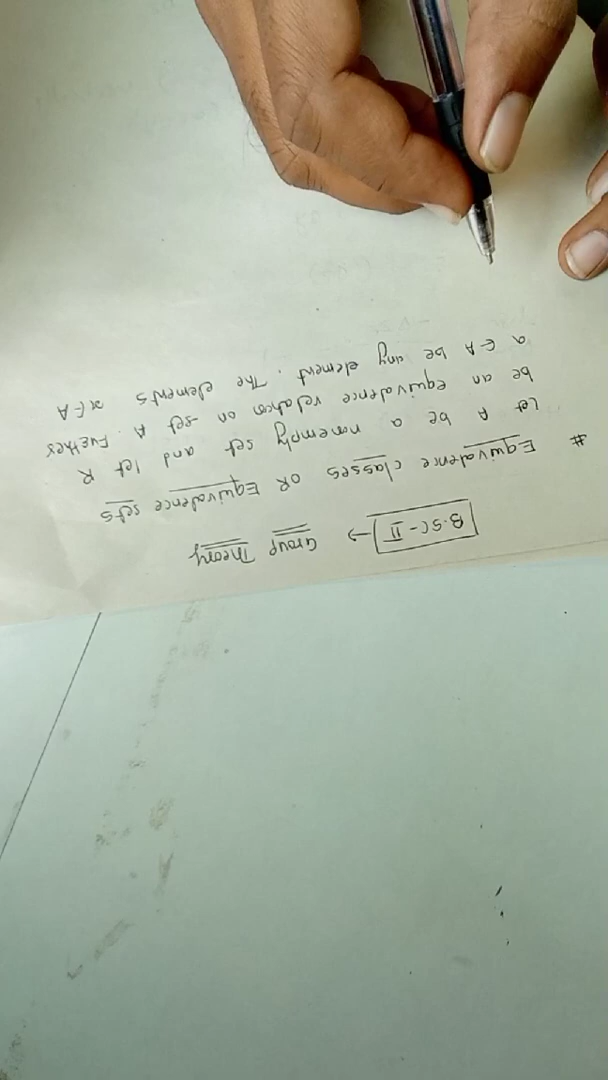 B.SC-II → Group Theory
# Equivalence classes OR Equivalence sets
Let A be a nonempty set and let R
be an equivalence relation on set A. Further
a ∈ A be any element. The elements x ∈ A